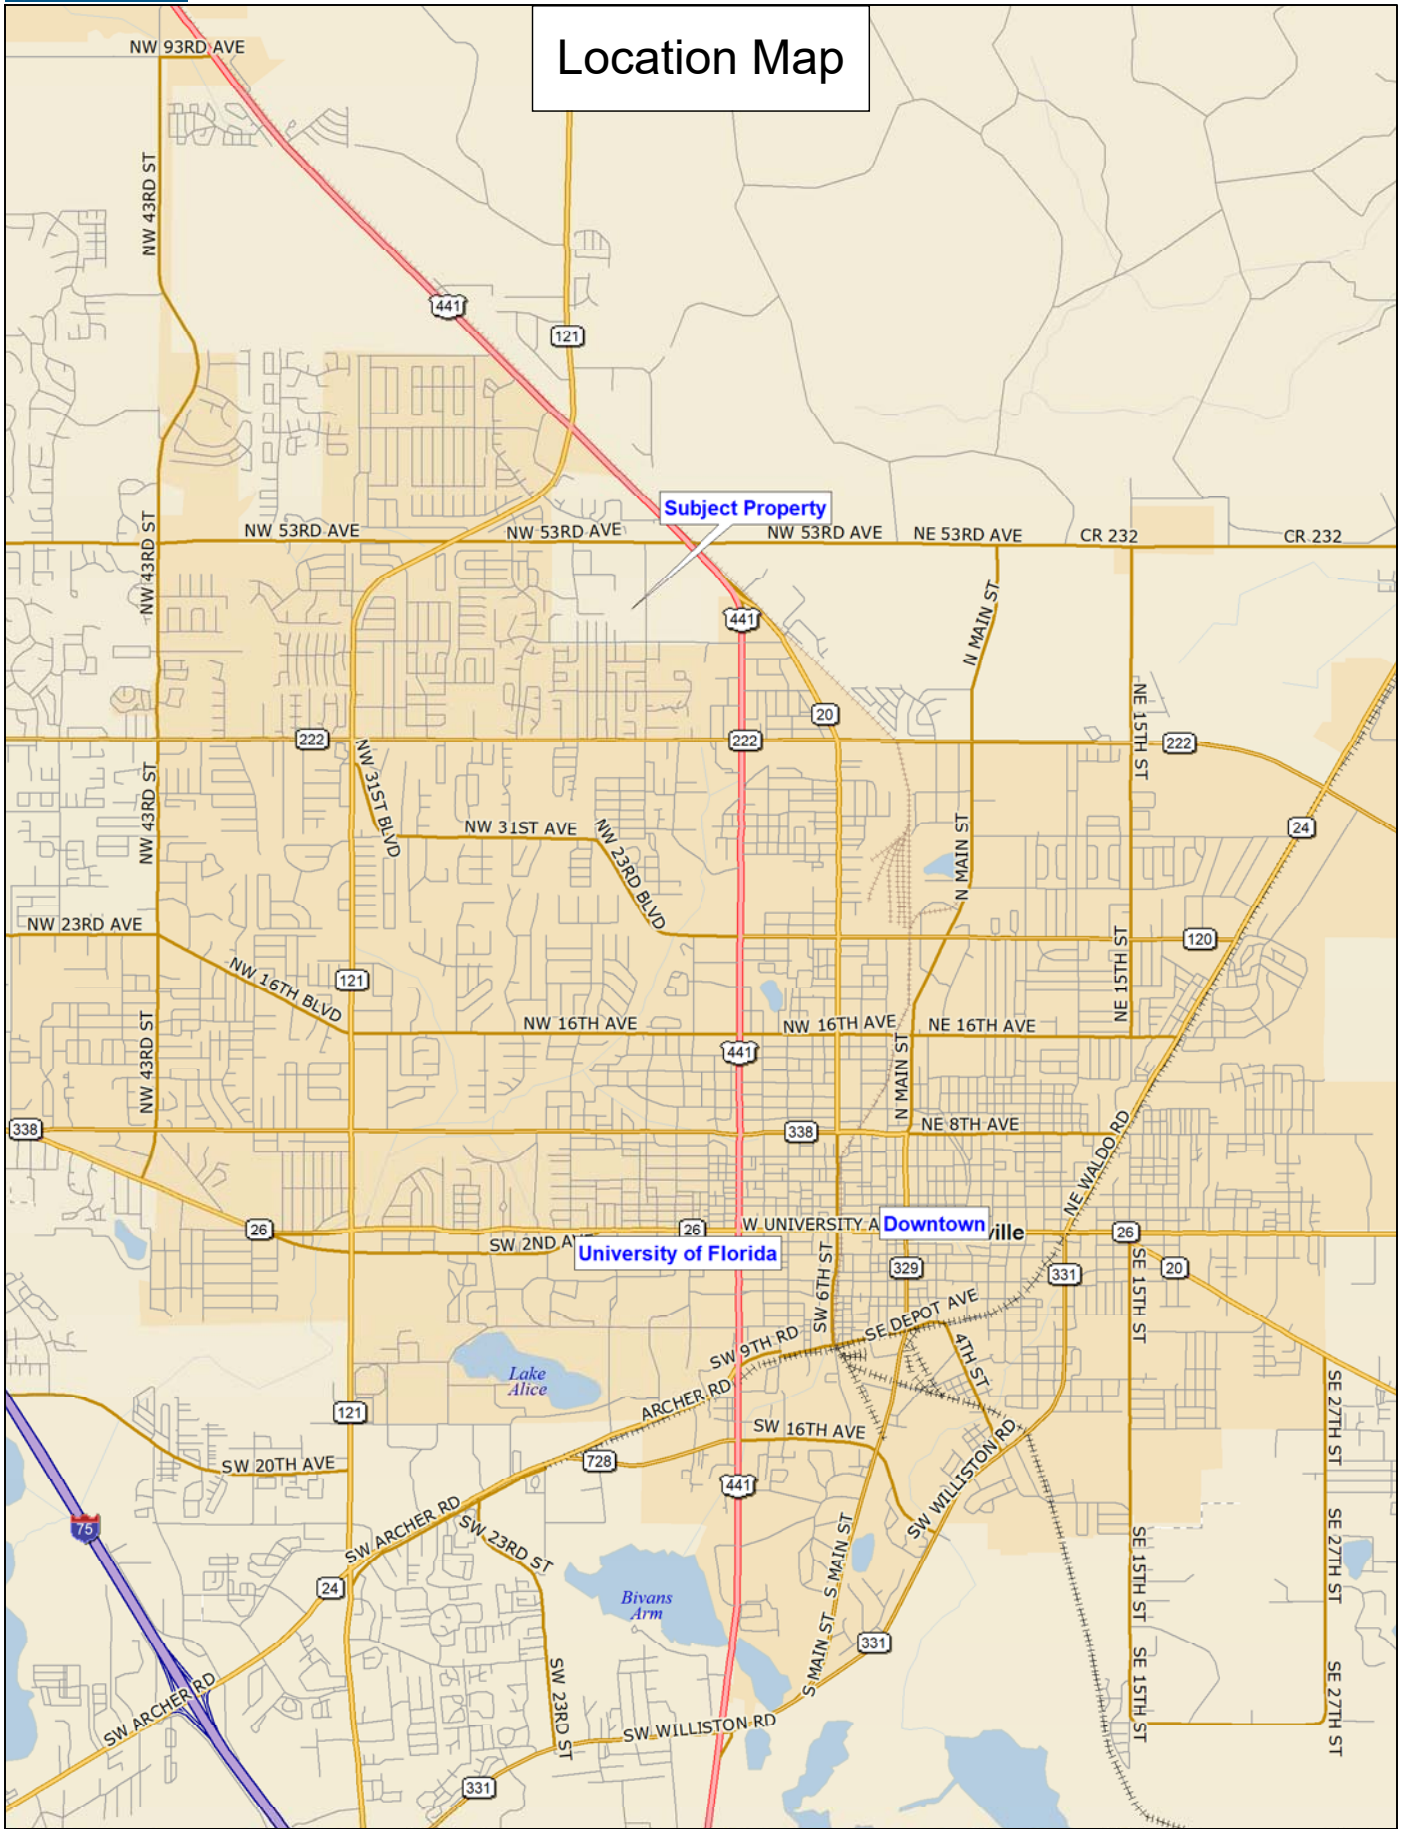 Location Map
NW 93RD AVE
NW 43RD ST
441
121
Subject Property
NW 53RD AVE
NW 53RD AVE
NW 53RD AVE
NE 53RD AVE
CR 232
CR 232
NW 43RD ST
441
N MAIN ST
NE 15TH ST
20
222
222
222
NW 31ST BLVD
NW 43RD ST
NW 31ST AVE
NW 23RD BLVD
N MAIN ST
24
NW 23RD AVE
NW 16TH BLVD
121
120
NE 15TH ST
NW 16TH AVE
NW 16TH AVE
NE 16TH AVE
441
NW 43RD ST
N MAIN ST
338
338
NE 8TH AVE
NE WALDO RD
26
26
W UNIVERSITY A
Downtown
ville
26
SW 2ND AVE
University of Florida
SW 6TH ST
329
331
20
SE 15TH ST
SE DEPOT AVE
SW 9TH RD
4TH ST
Lake
Alice
ARCHER RD
121
SW 16TH AVE
SE 27TH ST
SW 20TH AVE
728
441
SW WILLISTON RD
75
SW ARCHER RD
SW 23RD ST
S MAIN ST
SE 15TH ST
SE 27TH ST
24
Bivans
Arm
S MAIN ST
331
SW ARCHER RD
SW 23RD ST
SW WILLISTON RD
SE 15TH ST
SE 27TH ST
331